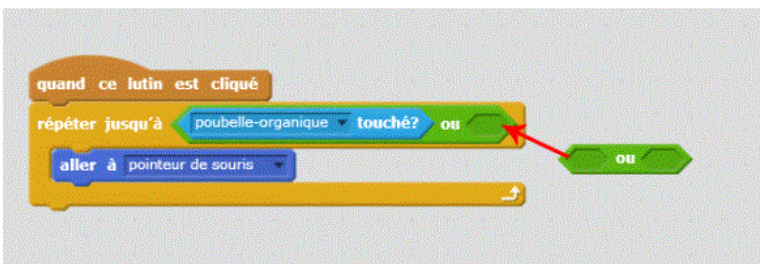 quand ce lutin est cliqué
répéter jusqu'à poubelle-organique touché? ou
aller à pointeur de souris
ou